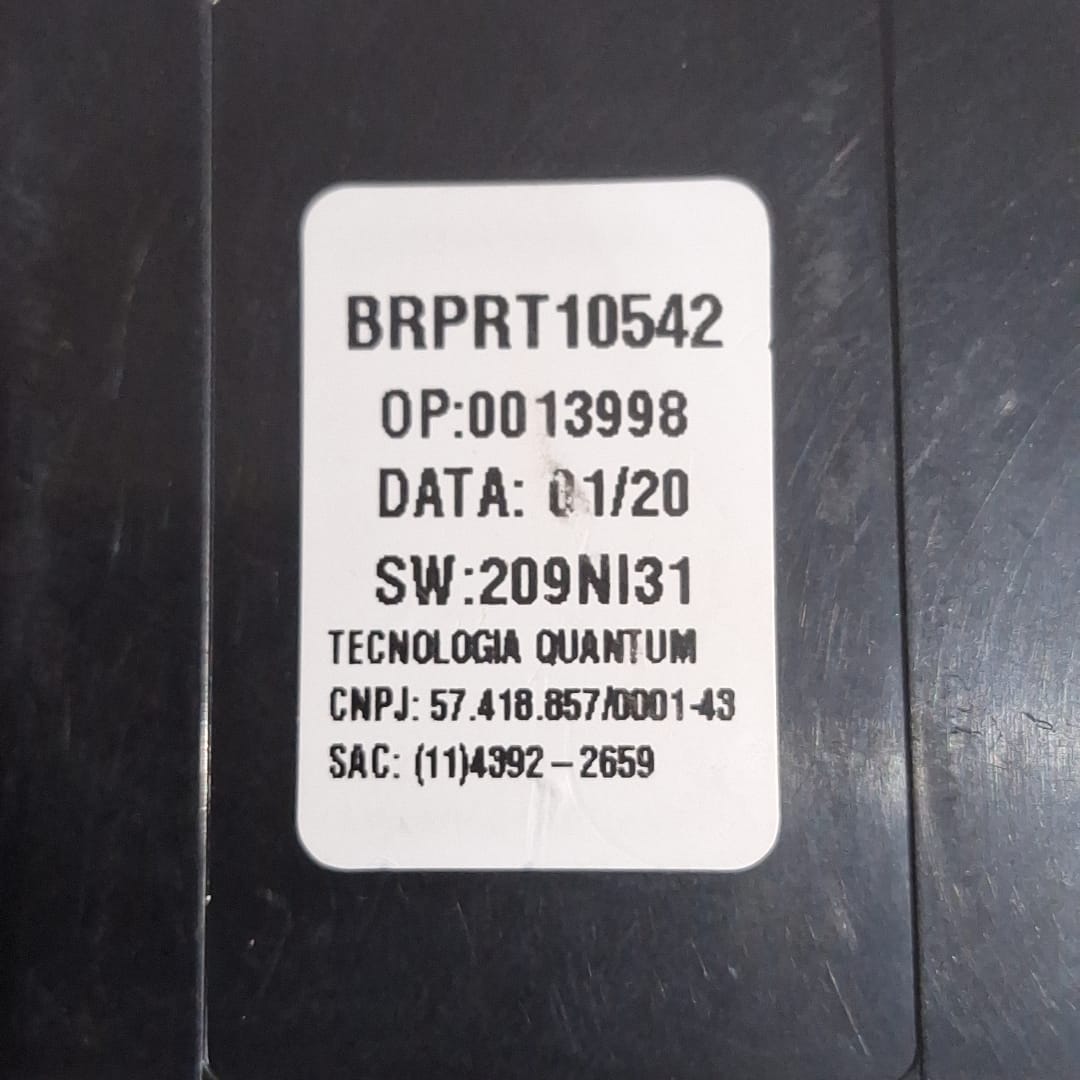 BRPRT10542
OP:0013998
DATA: 01/20
SW:209NI31
TECNOLOGIA QUANTUM
CNPJ: 57.418.857/0001-43
SAC: (11)4392-2659